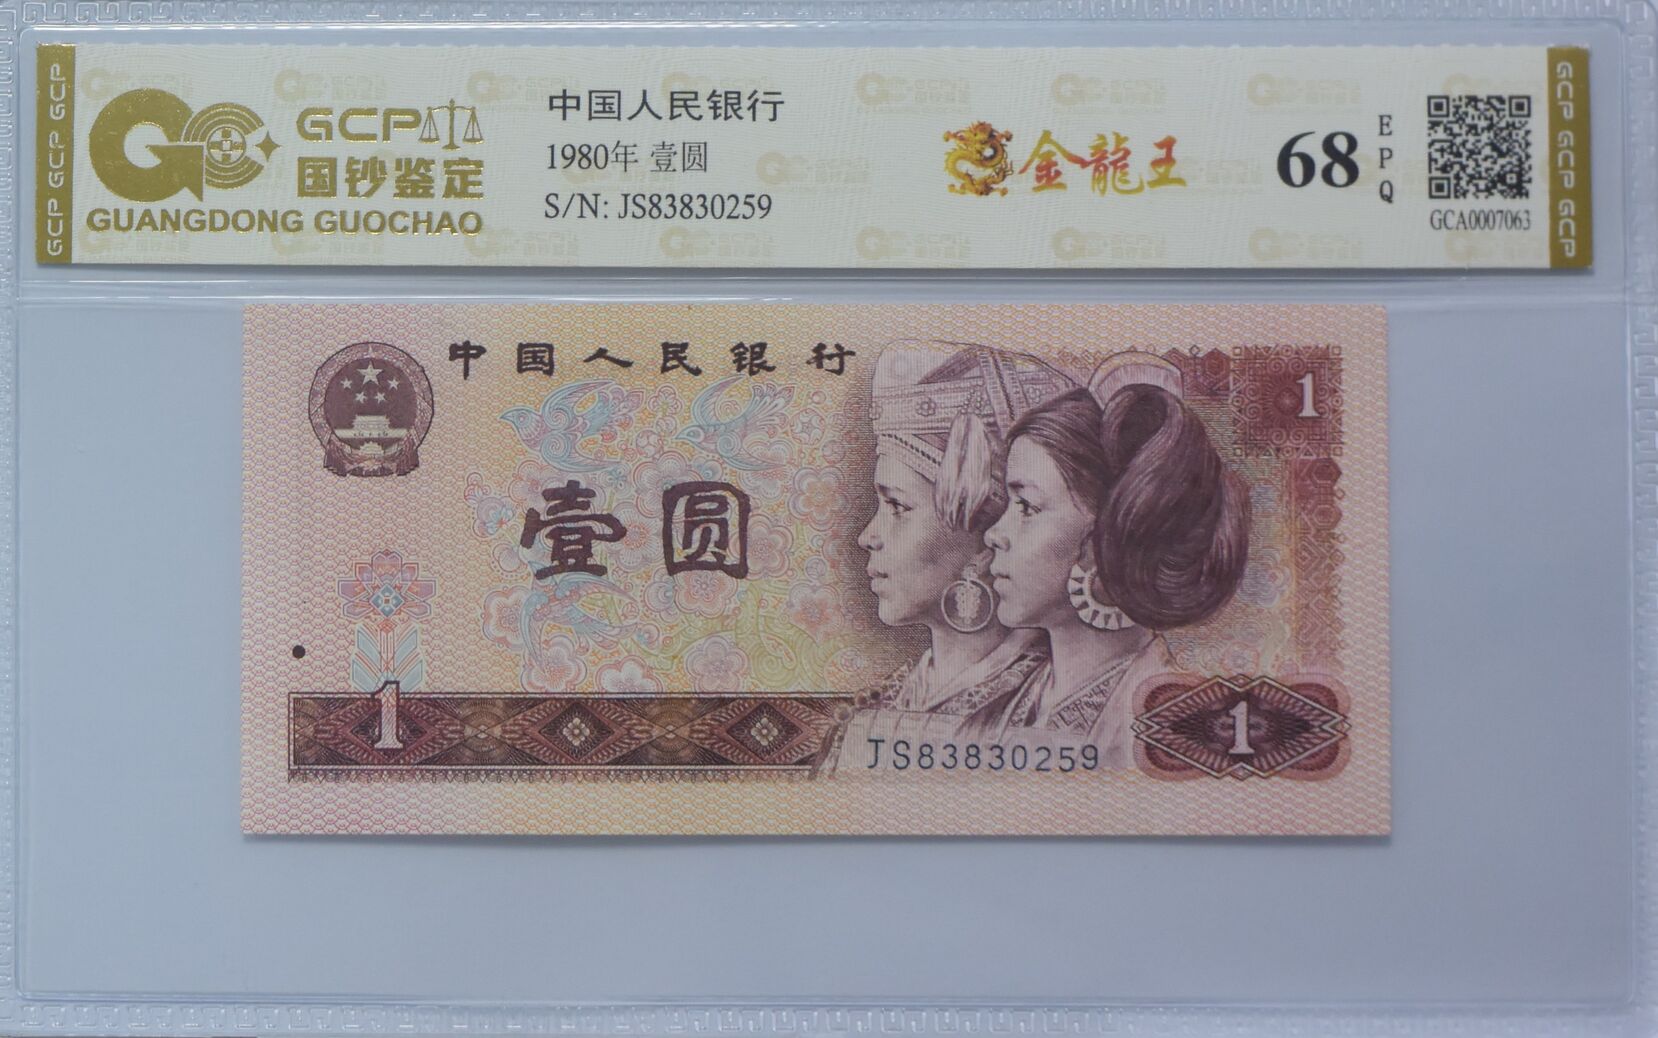 GCP GCP GCP
GCP
国钞鉴定
GUANGDONG GUOCHAO
中国人民银行
1980年 壹圆
S/N: JS83830259
金龍王
68
EPQ
GCA0007063
GCP GCP GCP
中国人民银行
1
壹圆
1
JS83830259
1